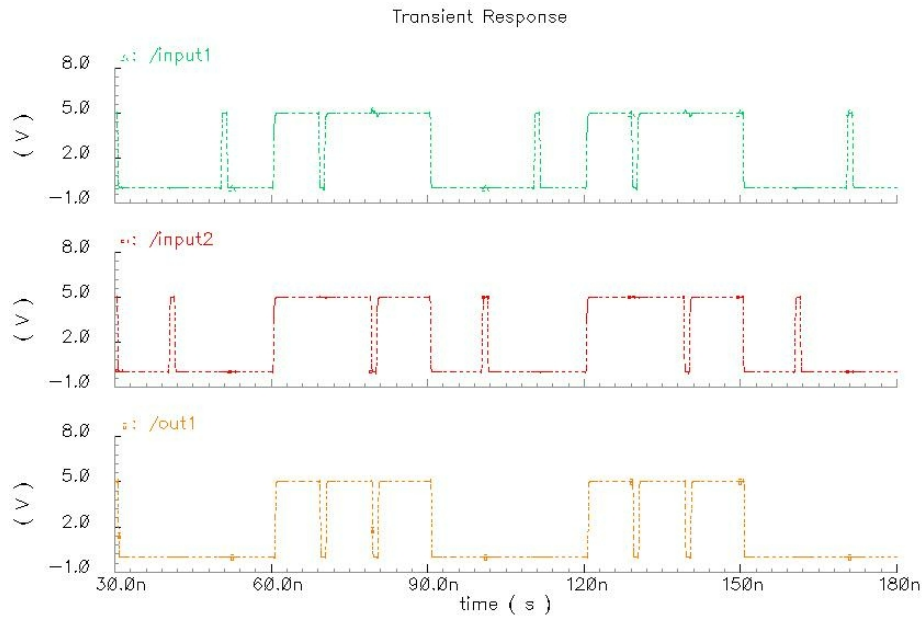 Transient Response
: /input1
8.0
5.0
2.0
-1.0
( V )
: /input2
8.0
5.0
2.0
-1.0
( V )
: /out1
8.0
5.0
2.0
-1.0
( V )
30.0n 60.0n 90.0n 120n 150n 180n
time ( s )